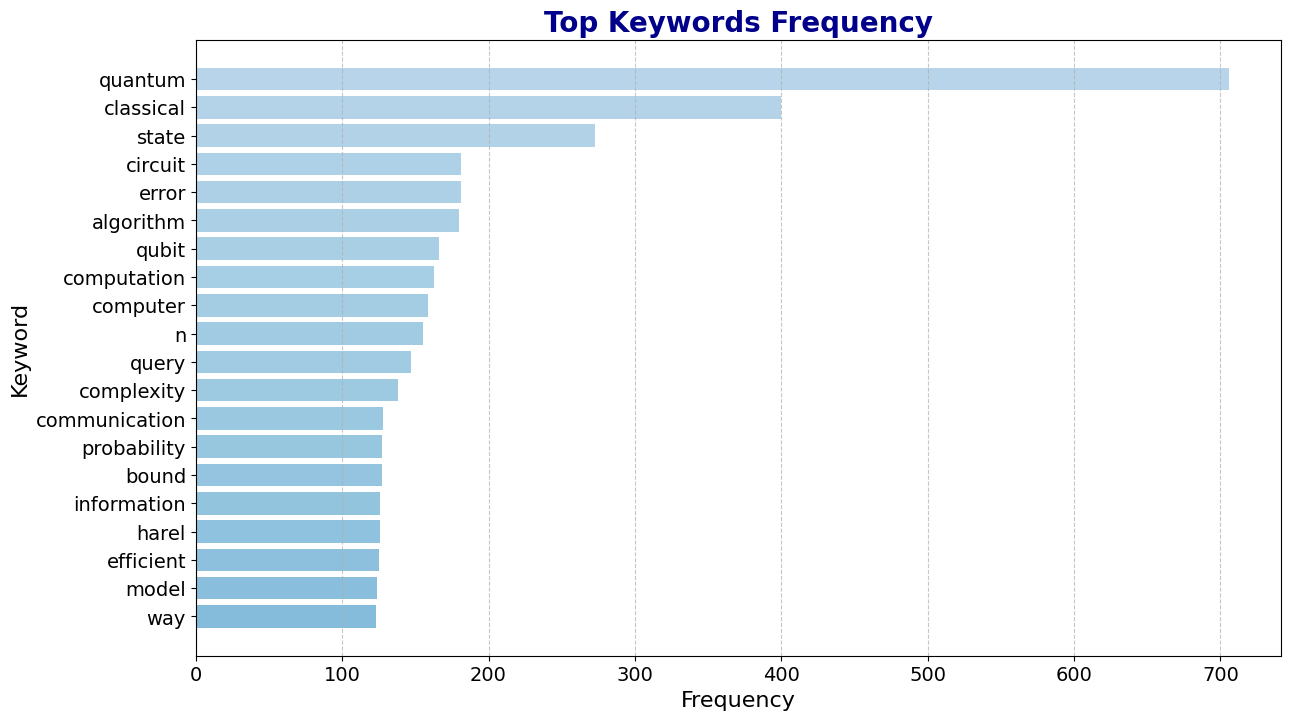 Top Keywords Frequency
Keyword
quantum
classical
state
circuit
error
algorithm
qubit
computation
computer
n
query
complexity
communication
probability
bound
information
harel
efficient
model
way
0 100 200 300 400 500 600 700
Frequency